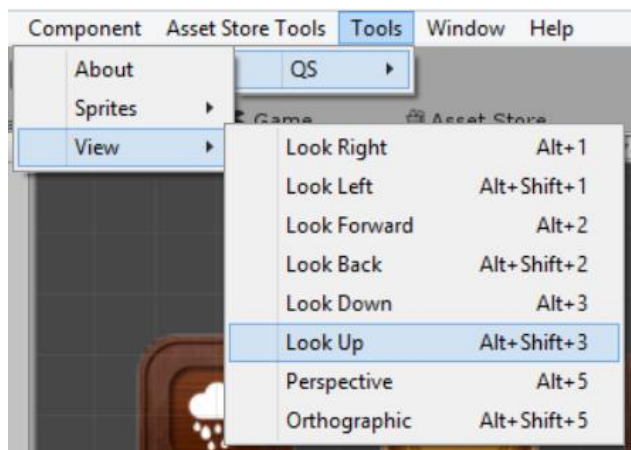 Component Asset Store Tools Tools Window Help
About
QS
Sprites
Game Asset Store
View
Look Right Alt+1
Look Left Alt+Shift+1
Look Forward Alt+2
Look Back Alt+Shift+2
Look Down Alt+3
Look Up Alt+Shift+3
Perspective Alt+5
Orthographic Alt+Shift+5